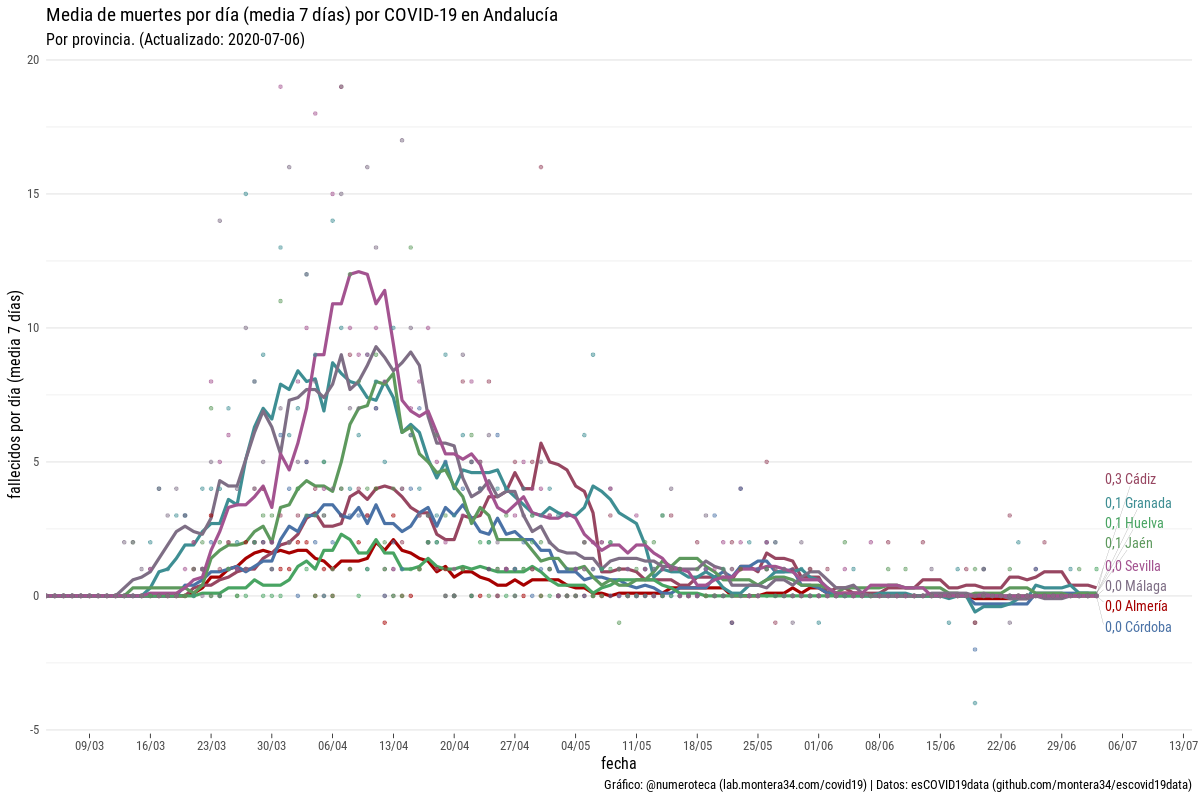 Media de muertes por día (media 7 días) por COVID-19 en Andalucía
Por provincia. (Actualizado: 2020-07-06)
fallecidos por día (media 7 días)
20
15
10
5
0
-5
0,3 Cádiz
0,1 Granada
0,1 Huelva
0,1 Jaén
0,0 Sevilla
0,0 Málaga
0,0 Almería
0,0 Córdoba
09/03 16/03 23/03 30/03 06/04 13/04 20/04 27/04 04/05 11/05 18/05 25/05 01/06 08/06 15/06 22/06 29/06 06/07 13/07
fecha
Gráfico: @numeroteca (lab.montera34.com/covid19) | Datos: esCOVID19data (github.com/montera34/escovid19data)